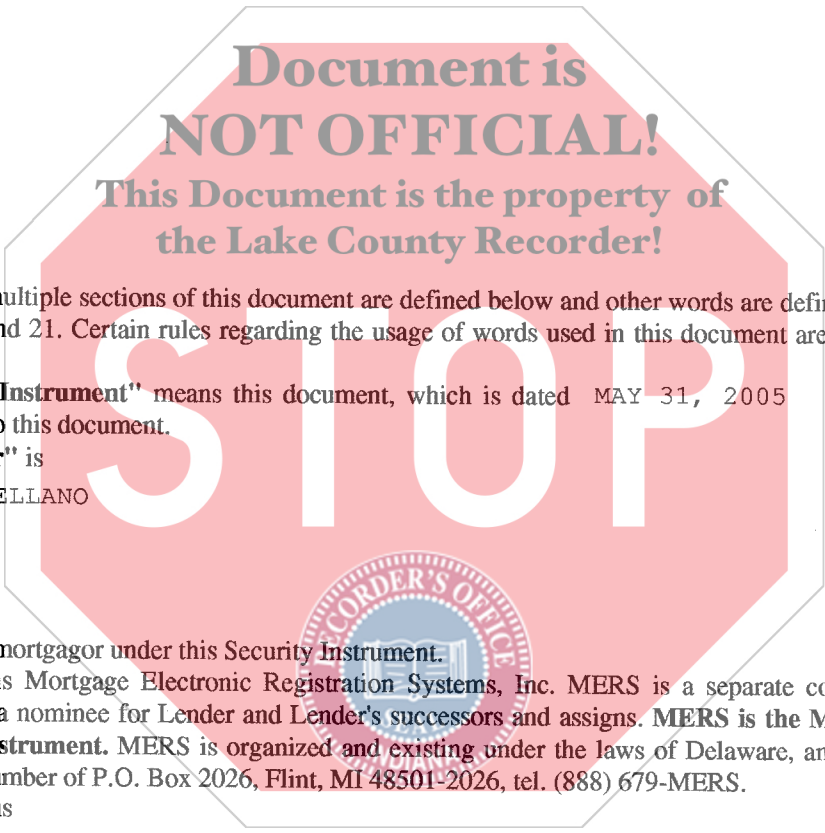 Document is
NOT OFFICIAL!
This Document is the property of
the Lake County Recorder!
ultiple sections of this document are defined below and other words are defi
nd 21. Certain rules regarding the usage of words used in this document are
Instrument" means this document, which is dated MAY 31, 2005
o this document.
r" is
ELLANO
STOP
RECORDER'S OFFICE
mortgagor under this Security Instrument.
s Mortgage Electronic Registration Systems, Inc. MERS is a separate co
a nominee for Lender and Lender's successors and assigns. MERS is the M
SEAL
strument. MERS is organized and existing under the laws of Delaware, an
INDIANA
mber of P.O. Box 2026, Flint, MI 48501-2026, tel. (888) 679-MERS.
is